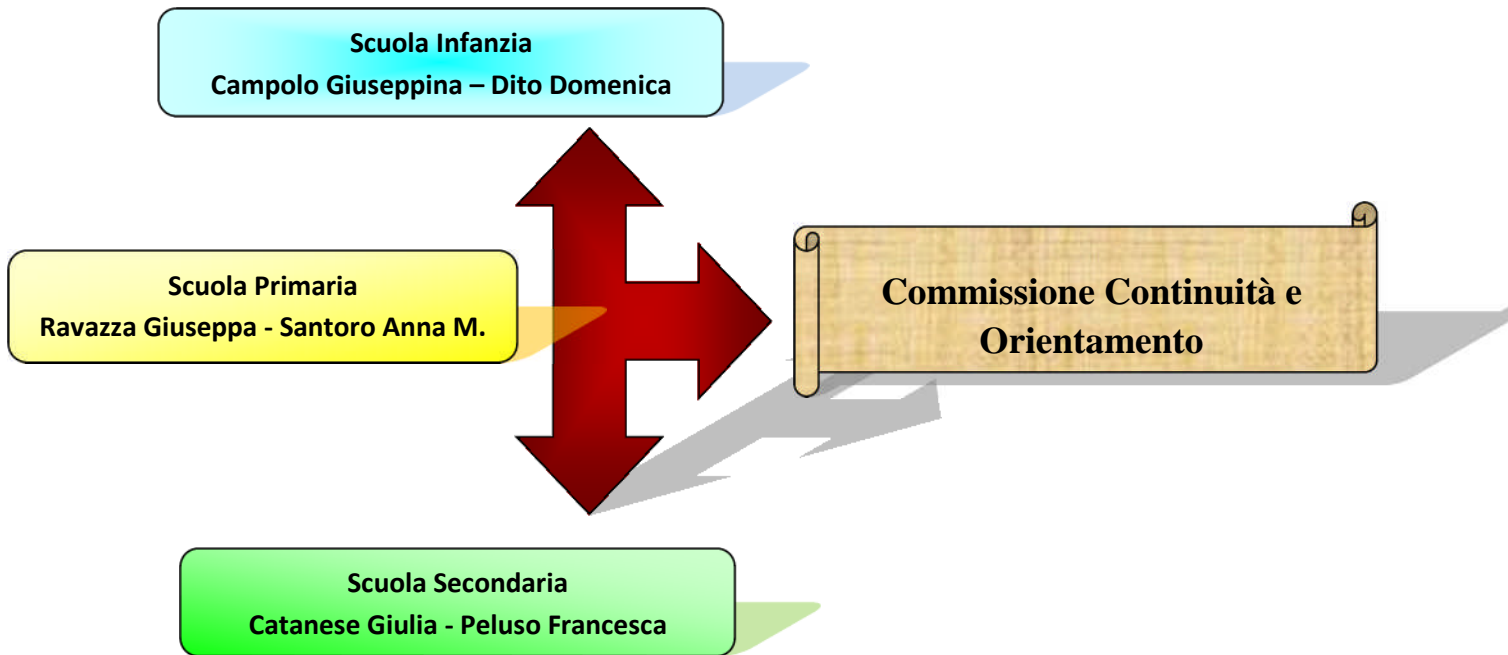 Scuola Infanzia
Campolo Giuseppina – Dito Domenica
Scuola Primaria
Ravazza Giuseppa - Santoro Anna M.
Commissione Continuità e
Orientamento
Scuola Secondaria
Catanese Giulia - Peluso Francesca